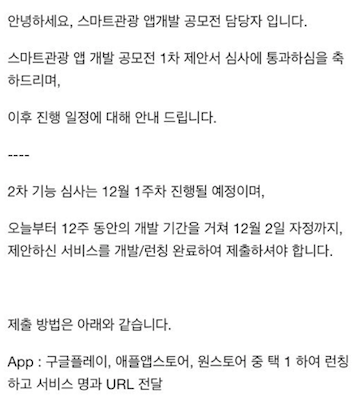 안녕하세요, 스마트관광 앱개발 공모전 담당자 입니다.
스마트관광 앱 개발 공모전 1차 제안서 심사에 통과하심을 축
하드리며,
이후 진행 일정에 대해 안내 드립니다.
----
2차 기능 심사는 12월 1주차 진행될 예정이며,
오늘부터 12주 동안의 개발 기간을 거쳐 12월 2일 자정까지,
제안하신 서비스를 개발/런칭 완료하여 제출하셔야 합니다.
제출 방법은 아래와 같습니다.
App : 구글플레이, 애플앱스토어, 원스토어 중 택 1 하여 런칭
하고 서비스 명과 URL 전달